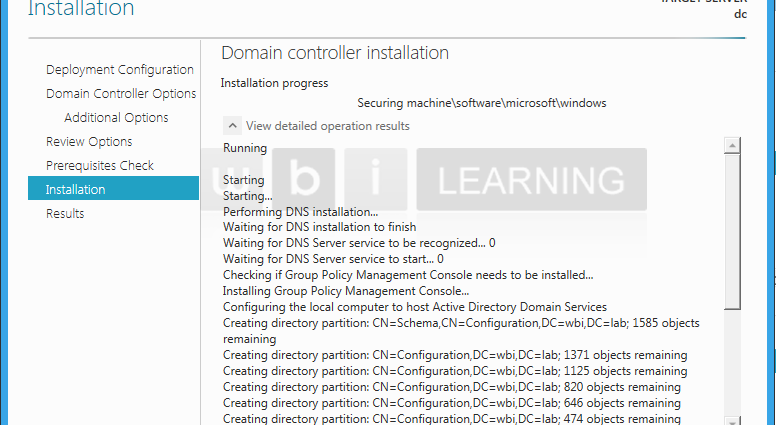 Installation
TARGET SERVER
dc
Deployment Configuration
Domain Controller Options
Additional Options
Review Options
Prerequisites Check
Installation
Results
Domain controller installation
Installation progress
Securing machine\software\microsoft\windows
View detailed operation results
Running
Starting
Starting...
Performing DNS installation...
Waiting for DNS installation to finish
Waiting for DNS Server service to be recognized... 0
Waiting for DNS Server service to start... 0
Checking if Group Policy Management Console needs to be installed...
Installing Group Policy Management Console...
Configuring the local computer to host Active Directory Domain Services
Creating directory partition: CN=Schema,CN=Configuration,DC=wbi,DC=lab; 1585 objects
remaining
Creating directory partition: CN=Configuration,DC=wbi,DC=lab; 1371 objects remaining
Creating directory partition: CN=Configuration,DC=wbi,DC=lab; 1125 objects remaining
Creating directory partition: CN=Configuration,DC=wbi,DC=lab; 820 objects remaining
Creating directory partition: CN=Configuration,DC=wbi,DC=lab; 646 objects remaining
Creating directory partition: CN=Configuration,DC=wbi,DC=lab; 474 objects remaining
wbi LEARNING